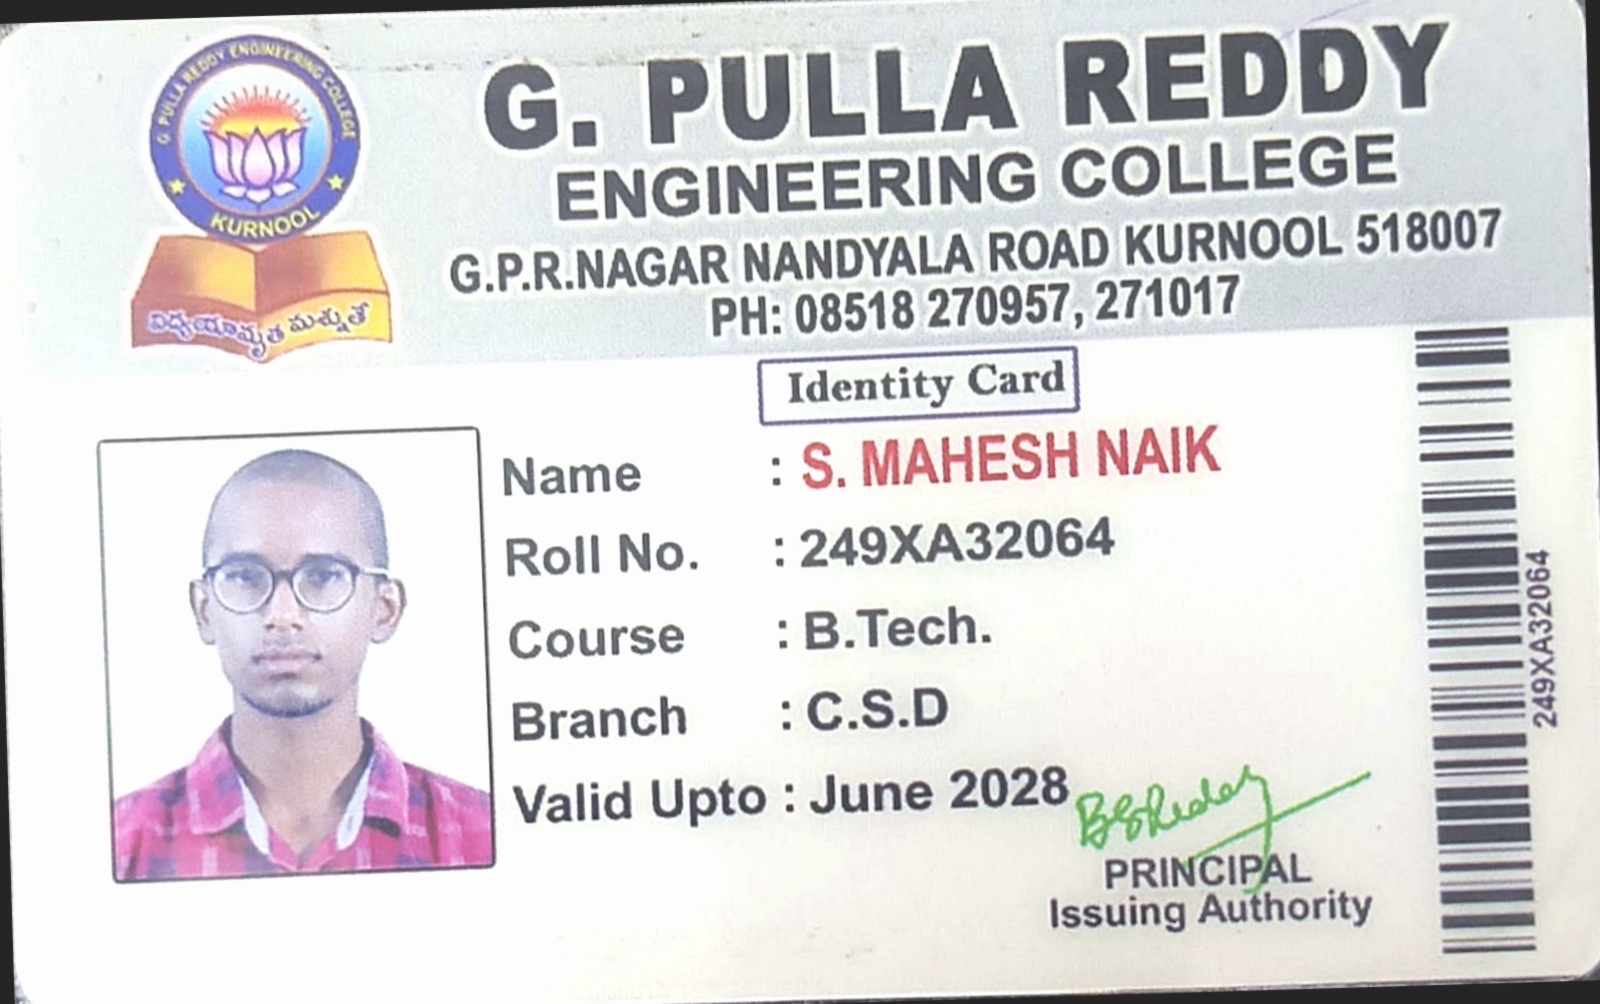 G. PULLA REDDY ENGINEERING COLLEGE
KURNOOL
విద్యయామృత మశ్నుతే
G. PULLA REDDY
ENGINEERING COLLEGE
G.P.R.NAGAR NANDYALA ROAD KURNOOL 518007
PH: 08518 270957, 271017
Identity Card
Name : S. MAHESH NAIK
Roll No. : 249XA32064
Course : B.Tech.
Branch : C.S.D
Valid Upto : June 2028
BSReddy
PRINCIPAL
Issuing Authority
249XA32064